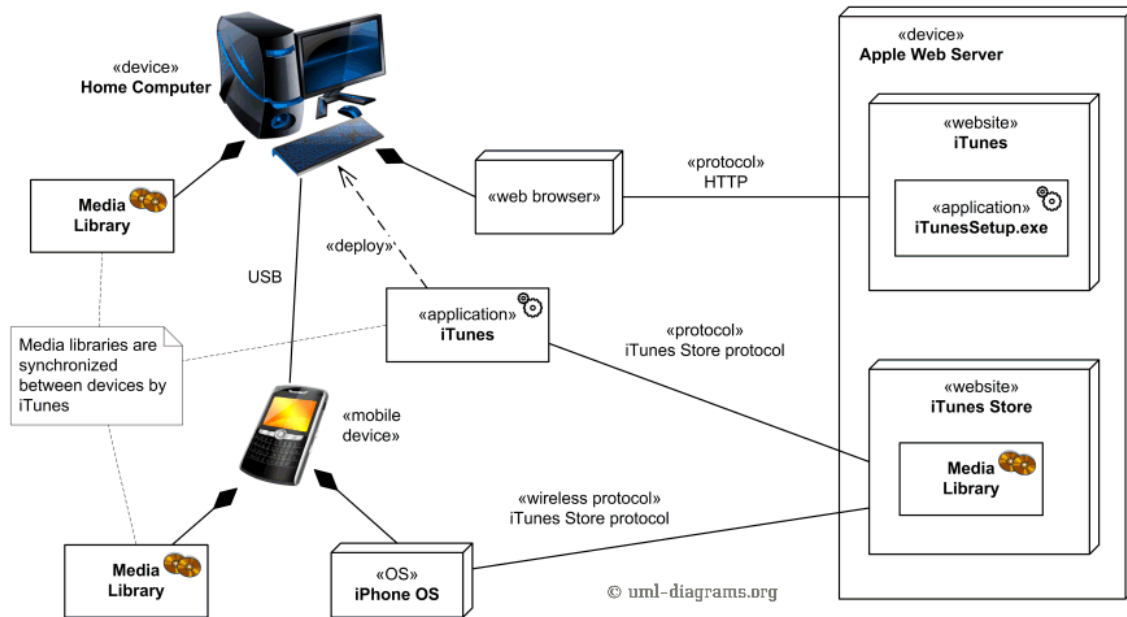 «device»
Home Computer
«device»
Apple Web Server
«website»
iTunes
«protocol»
HTTP
«web browser»
«application»
iTunesSetup.exe
Media
Library
«deploy»
USB
«application»
iTunes
«protocol»
iTunes Store protocol
Media libraries are
synchronized
between devices by
iTunes
«website»
iTunes Store
«mobile
device»
Media
Library
«wireless protocol»
iTunes Store protocol
Media
Library
«OS»
iPhone OS
© uml-diagrams.org